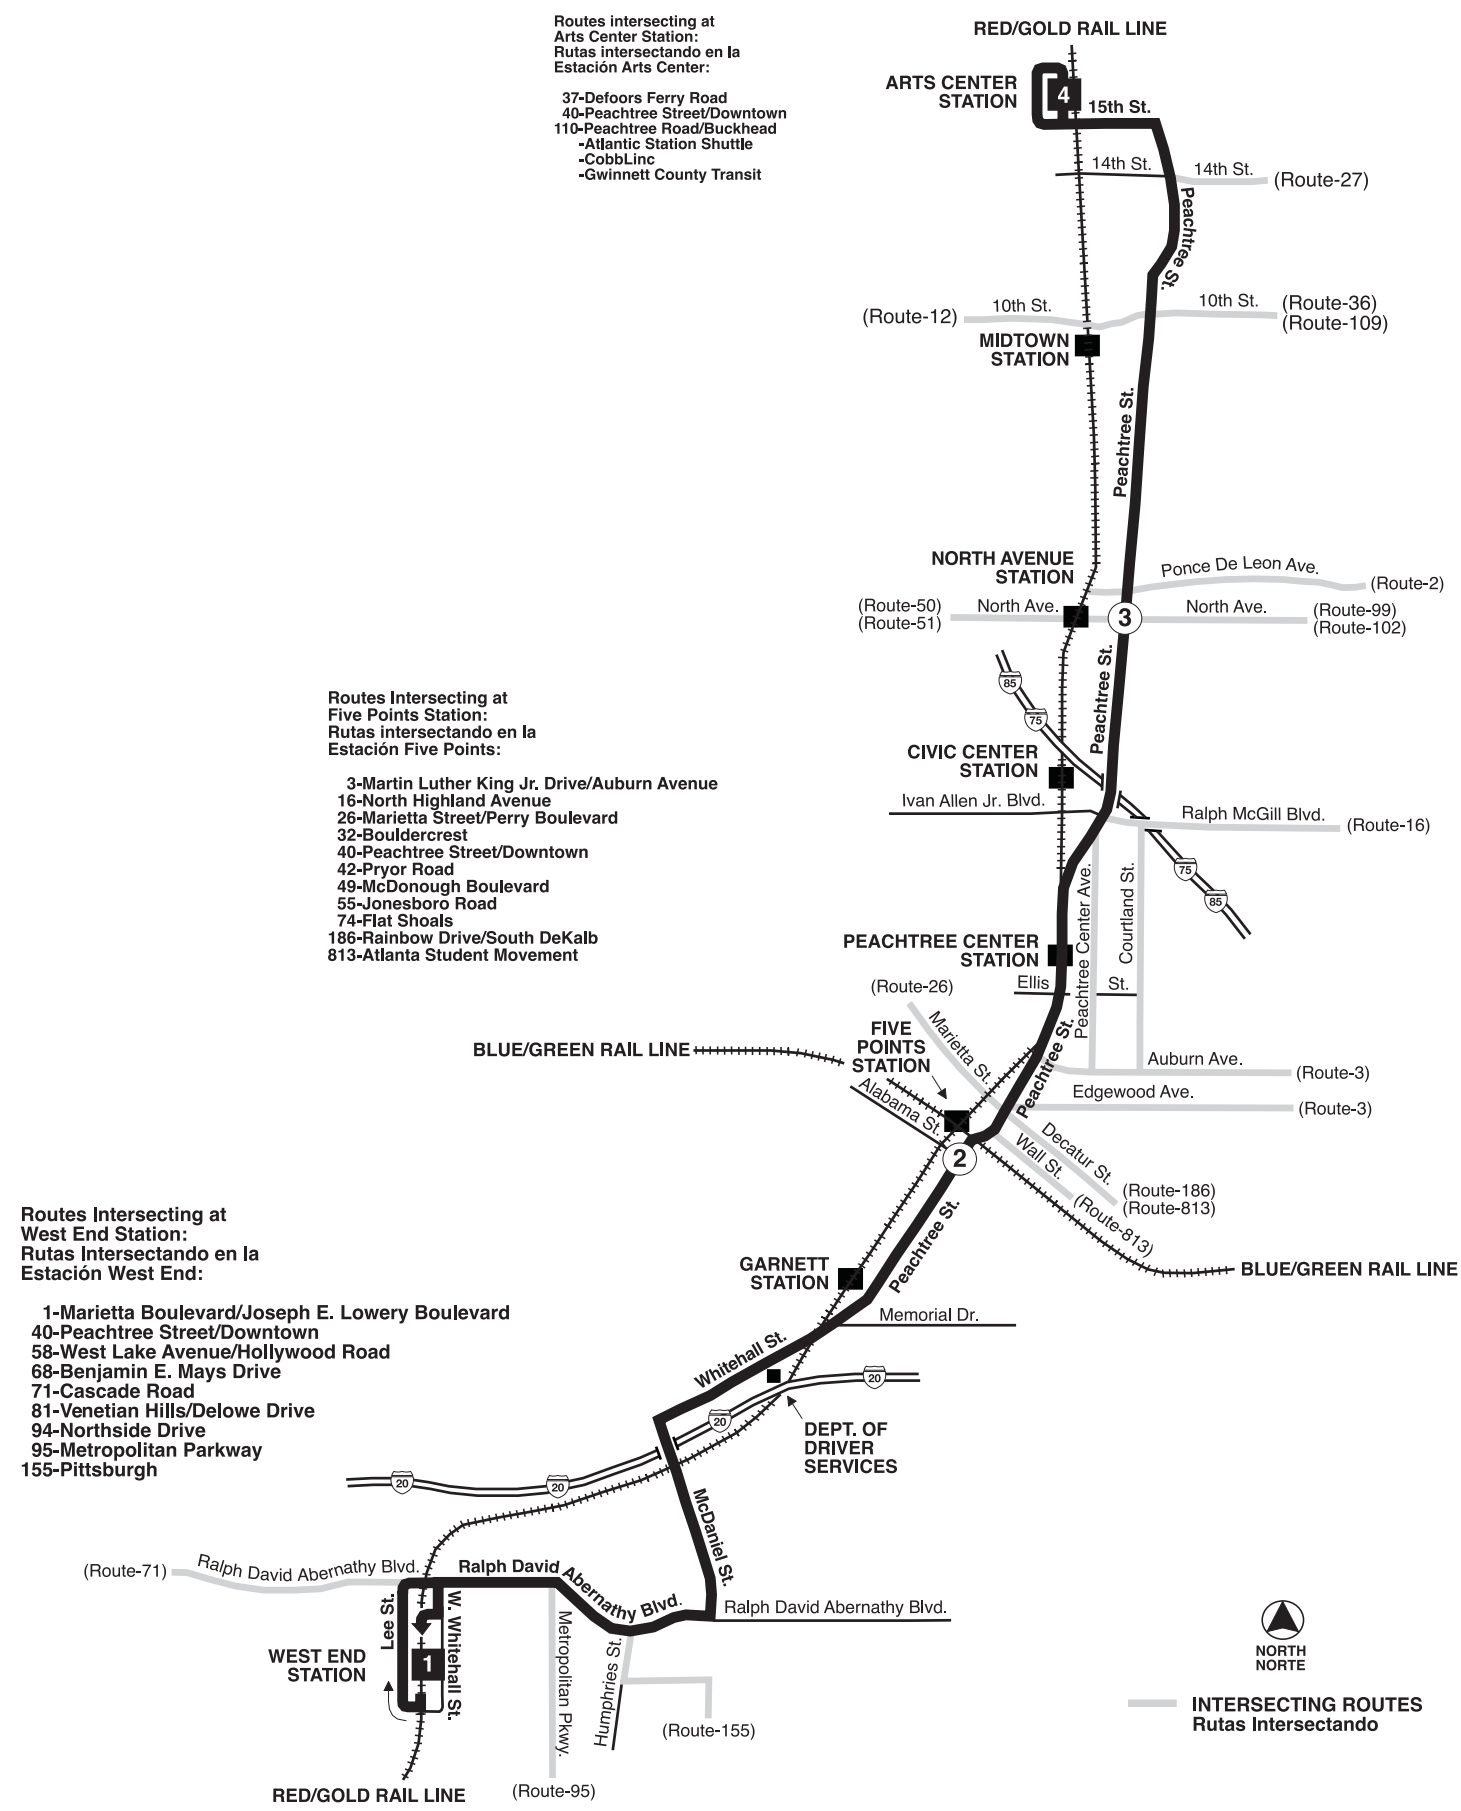 Routes intersecting at
Arts Center Station:
Rutas intersectando en la
Estación Arts Center:
37-Defoors Ferry Road
40-Peachtree Street/Downtown
110-Peachtree Road/Buckhead
-Atlantic Station Shuttle
-CobbLinc
-Gwinnett County Transit
RED/GOLD RAIL LINE
ARTS CENTER
STATION
4
15th St.
14th St.
14th St.
(Route-27)
Peachtree St.
Peachtree St.
(Route-12)
10th St.
10th St.
(Route-36)
(Route-109)
MIDTOWN
STATION
Peachtree St.
NORTH AVENUE
STATION
Ponce De Leon Ave.
(Route-2)
(Route-50)
(Route-51)
North Ave.
3
North Ave.
(Route-99)
(Route-102)
85
75
Peachtree St.
Routes Intersecting at
Five Points Station:
Rutas intersectando en la
Estación Five Points:
3-Martin Luther King Jr. Drive/Auburn Avenue
16-North Highland Avenue
26-Marietta Street/Perry Boulevard
32-Bouldercrest
40-Peachtree Street/Downtown
42-Pryor Road
49-McDonough Boulevard
55-Jonesboro Road
74-Flat Shoals
186-Rainbow Drive/South DeKalb
813-Atlanta Student Movement
CIVIC CENTER
STATION
Ivan Allen Jr. Blvd.
Ralph McGill Blvd.
(Route-16)
75
85
Peachtree Center Ave.
Courtland St.
PEACHTREE CENTER
STATION
Ellis
St.
(Route-26)
Marietta St.
FIVE
POINTS
STATION
BLUE/GREEN RAIL LINE
Alabama St.
Peachtree St.
Auburn Ave.
(Route-3)
Edgewood Ave.
(Route-3)
2
Wall St.
Decatur St.
(Route-186)
(Route-813)
(Route-813)
BLUE/GREEN RAIL LINE
Peachtree St.
GARNETT
STATION
Memorial Dr.
Whitehall St.
20
20
20
20
DEPT. OF
DRIVER
SERVICES
Routes Intersecting at
West End Station:
Rutas Intersectando en la
Estación West End:
1-Marietta Boulevard/Joseph E. Lowery Boulevard
40-Peachtree Street/Downtown
58-West Lake Avenue/Hollywood Road
68-Benjamin E. Mays Drive
71-Cascade Road
81-Venetian Hills/Delowe Drive
94-Northside Drive
95-Metropolitan Parkway
155-Pittsburgh
McDaniel St.
(Route-71)
Ralph David Abernathy Blvd.
Ralph David Abernathy Blvd.
Ralph David Abernathy Blvd.
Lee St.
W. Whitehall St.
WEST END
STATION
1
Metropolitan Pkwy.
Humphries St.
(Route-155)
(Route-95)
RED/GOLD RAIL LINE
NORTH
NORTE
INTERSECTING ROUTES
Rutas Intersectando